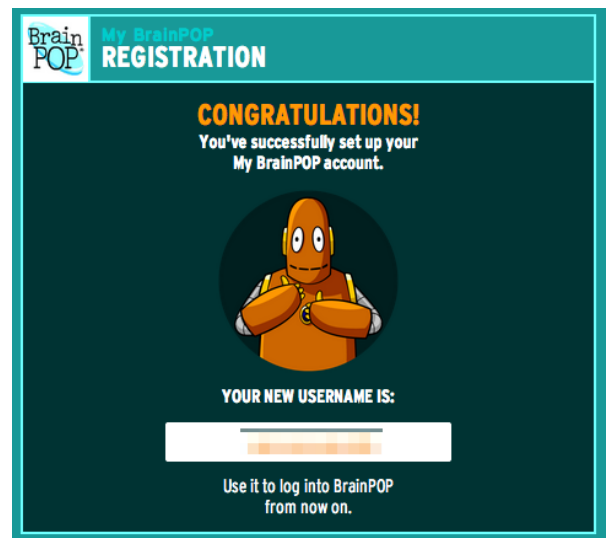 Brain
POP
My BrainPOP
REGISTRATION
CONGRATULATIONS!
You've successfully set up your
My BrainPOP account.
YOUR NEW USERNAME IS:
Use it to log into BrainPOP
from now on.